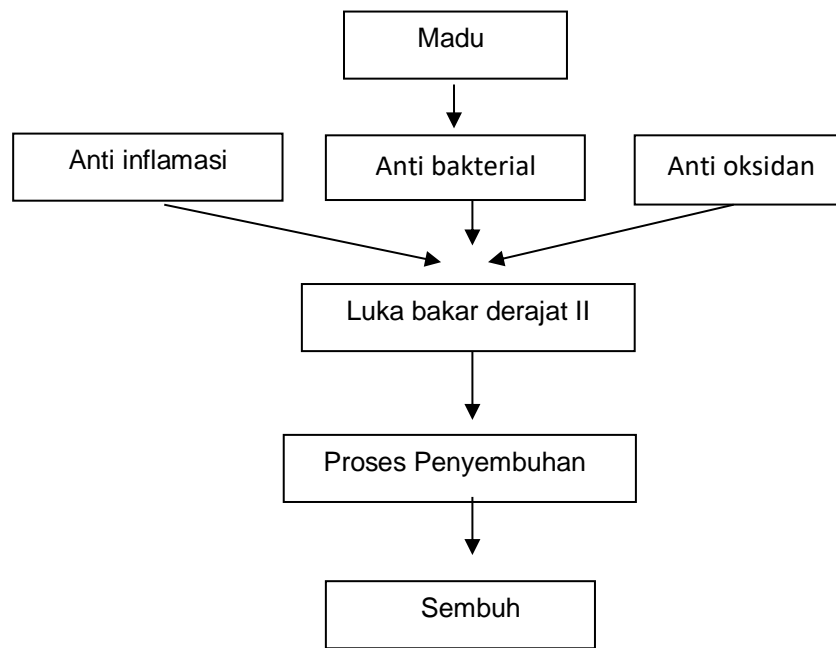 Madu
Anti inflamasi
Anti bakterial
Anti oksidan
Luka bakar derajat II
Proses Penyembuhan
Sembuh